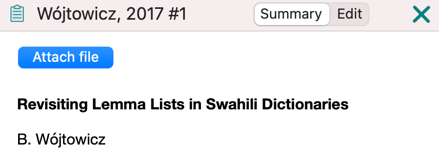 Wójtowicz, 2017 #1
Summary
Edit
Attach file
Revisiting Lemma Lists in Swahili Dictionaries
B. Wójtowicz